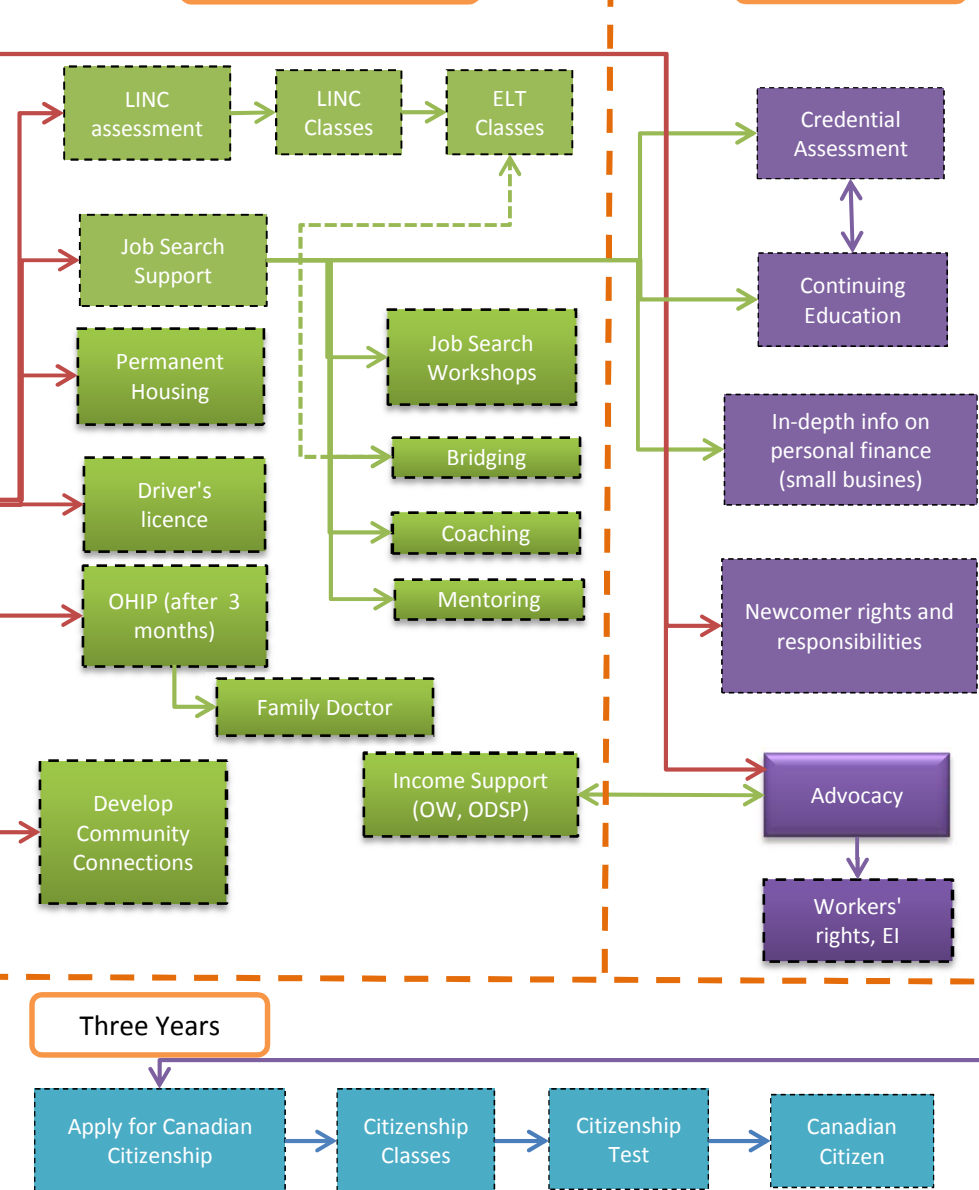 LINC
assessment
LINC
Classes
ELT
Classes
Credential
Assessment
Job Search
Support
Continuing
Education
Permanent
Housing
Job Search
Workshops
In-depth info on
personal finance
(small busines)
Bridging
Driver's
licence
Coaching
OHIP (after 3
months)
Mentoring
Newcomer rights and
responsibilities
Family Doctor
Income Support
(OW, ODSP)
Advocacy
Develop
Community
Connections
Workers'
rights, EI
Three Years
Apply for Canadian
Citizenship
Citizenship
Classes
Citizenship
Test
Canadian
Citizen